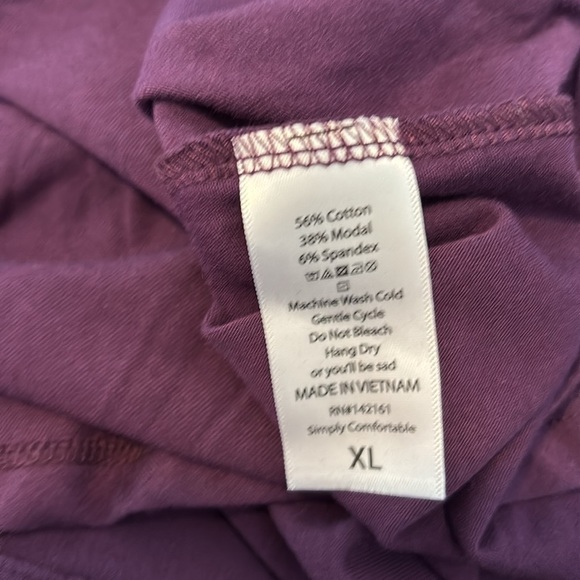 56% Cotton
38% Modal
6% Spandex
Machine Wash Cold
Gentle Cycle
Do Not Bleach
Hang Dry
or you'll be sad
MADE IN VIETNAM
RN#142161
Simply Comfortable
XL